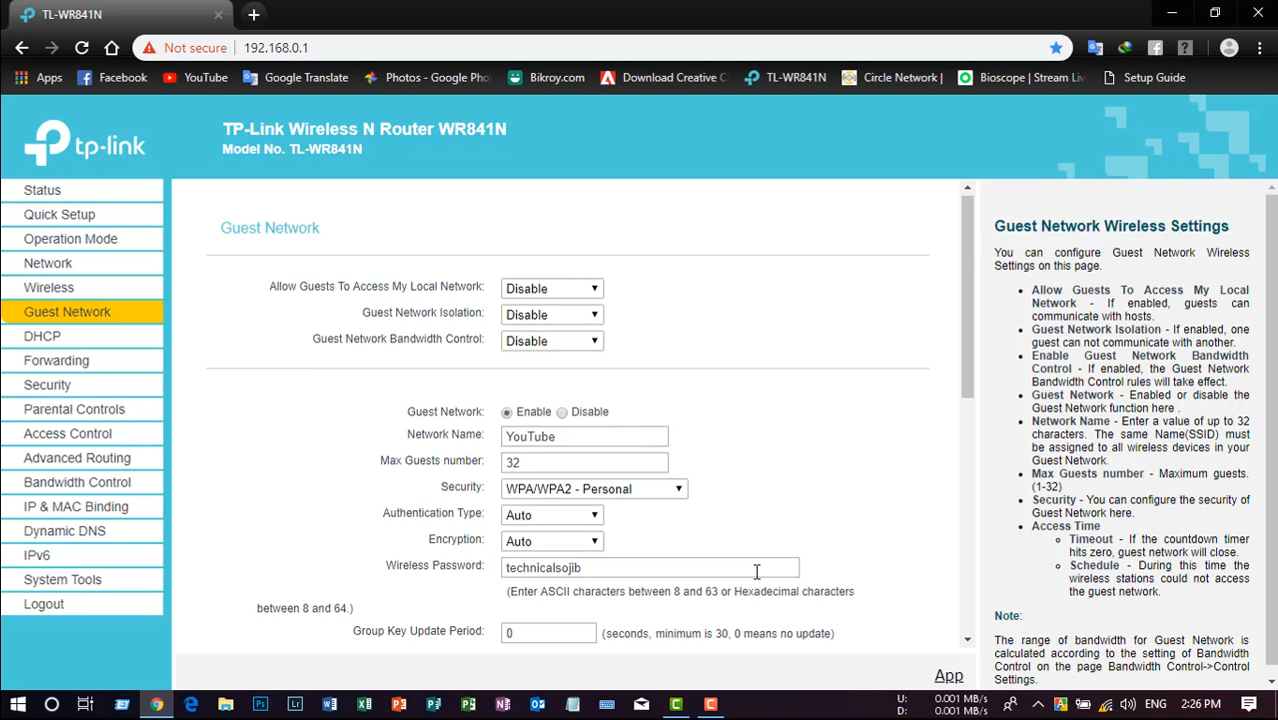 TL-WR841N
Not secure 192.168.0.1
Apps Facebook YouTube Google Translate Photos - Google Pho Bikroy.com Download Creative C TL-WR841N Circle Network | Bioscope | Stream Liv Setup Guide
tp-link
TP-Link Wireless N Router WR841N
Model No. TL-WR841N
Status
Quick Setup
Operation Mode
Network
Wireless
Guest Network
DHCP
Forwarding
Security
Parental Controls
Access Control
Advanced Routing
Bandwidth Control
IP & MAC Binding
Dynamic DNS
IPv6
System Tools
Logout
Guest Network
Allow Guests To Access My Local Network: Disable
Guest Network Isolation: Disable
Guest Network Bandwidth Control: Disable
Guest Network: Enable Disable
Network Name: YouTube
Max Guests number: 32
Security: WPA/WPA2 - Personal
Authentication Type: Auto
Encryption: Auto
Wireless Password: technicalsojib
(Enter ASCII characters between 8 and 63 or Hexadecimal characters
between 8 and 64.)
Group Key Update Period: 0 (seconds, minimum is 30, 0 means no update)
App
Guest Network Wireless Settings
You can configure Guest Network Wireless
Settings on this page.
Allow Guests To Access My Local
Network - If enabled, guests can
communicate with hosts.
Guest Network Isolation - If enabled, one
guest can not communicate with another.
Enable Guest Network Bandwidth
Control - If enabled, the Guest Network
Bandwidth Control rules will take effect.
Guest Network - Enabled or disable the
Guest Network function here .
Network Name - Enter a value of up to 32
characters. The same Name(SSID) must
be assigned to all wireless devices in your
Guest Network.
Max Guests number - Maximum guests.
(1-32)
Security - You can configure the security of
Guest Network here.
Access Time
Timeout - If the countdown timer
hits zero, guest network will close.
Schedule - During this time the
wireless stations could not access
the guest network.
Note:
The range of bandwidth for Guest Network is
calculated according to the setting of Bandwidth
Control on the page Bandwidth Control->Control
Settings.
U: 0.001 MB/s
D: 0.001 MB/s
ENG 2:26 PM